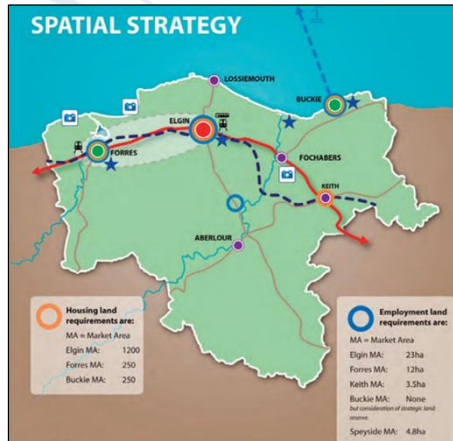 SPATIAL STRATEGY
LOSSIEMOUTH
BUCKIE
ELGIN
FOCHABERS
FORRES
KEITH
ABERLOUR
Housing land
requirements are:
MA = Market Area
Elgin MA: 1200
Forres MA: 250
Buckie MA: 250
Employment land
requirements are:
MA = Market Area
Elgin MA: 23ha
Forres MA: 12ha
Keith MA: 3.5ha
Buckie MA: None
but consideration of strategic land
reserve.
Speyside MA: 4.8ha